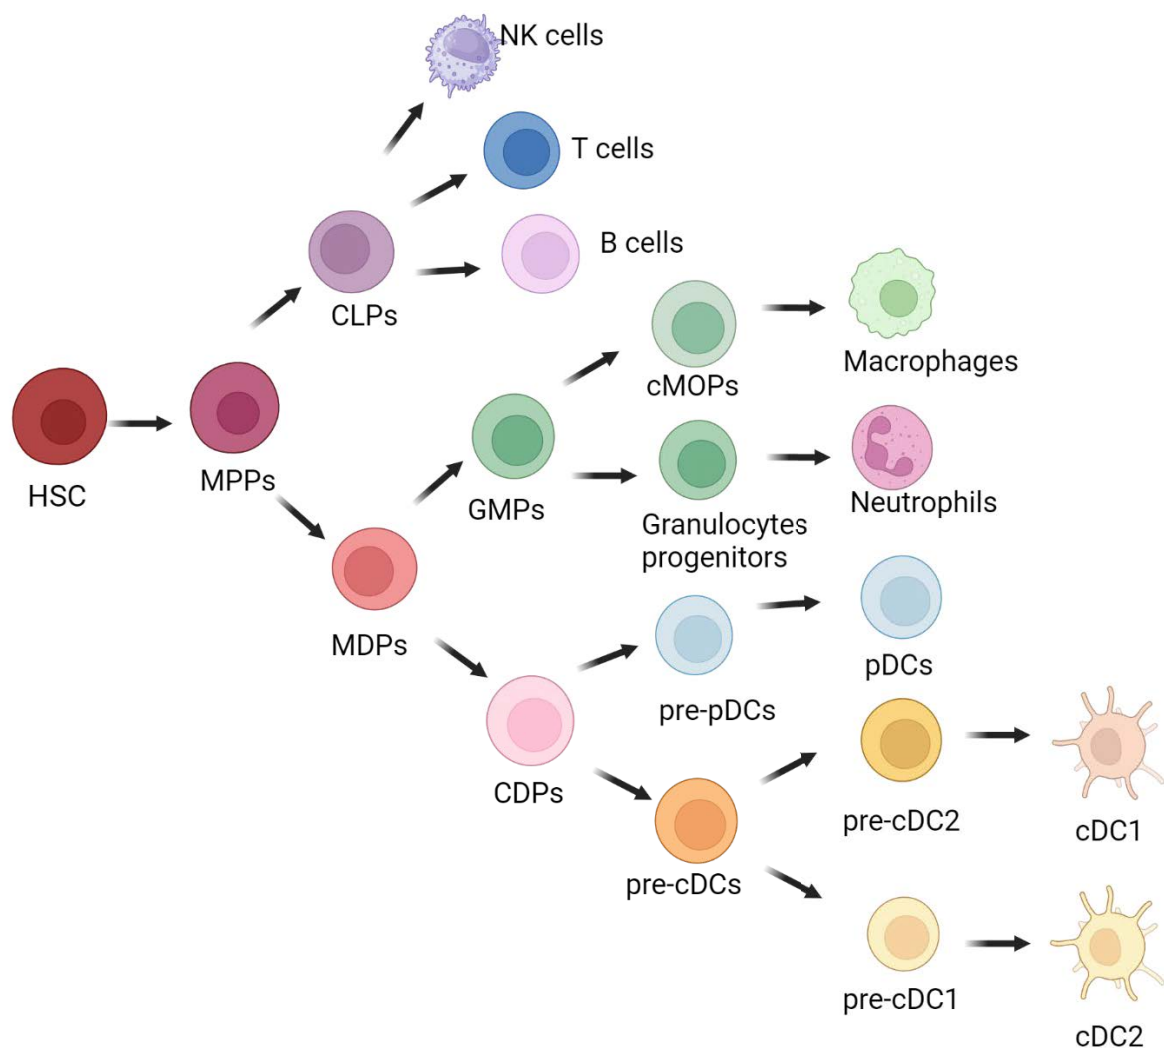 NK cells
T cells
B cells
CLPs
cMOPs
Macrophages
HSC
MPPs
GMPs
Granulocytes
progenitors
Neutrophils
MDPs
pre-pDCs
pDCs
CDPs
pre-cDCs
pre-cDC2
cDC1
pre-cDC1
cDC2